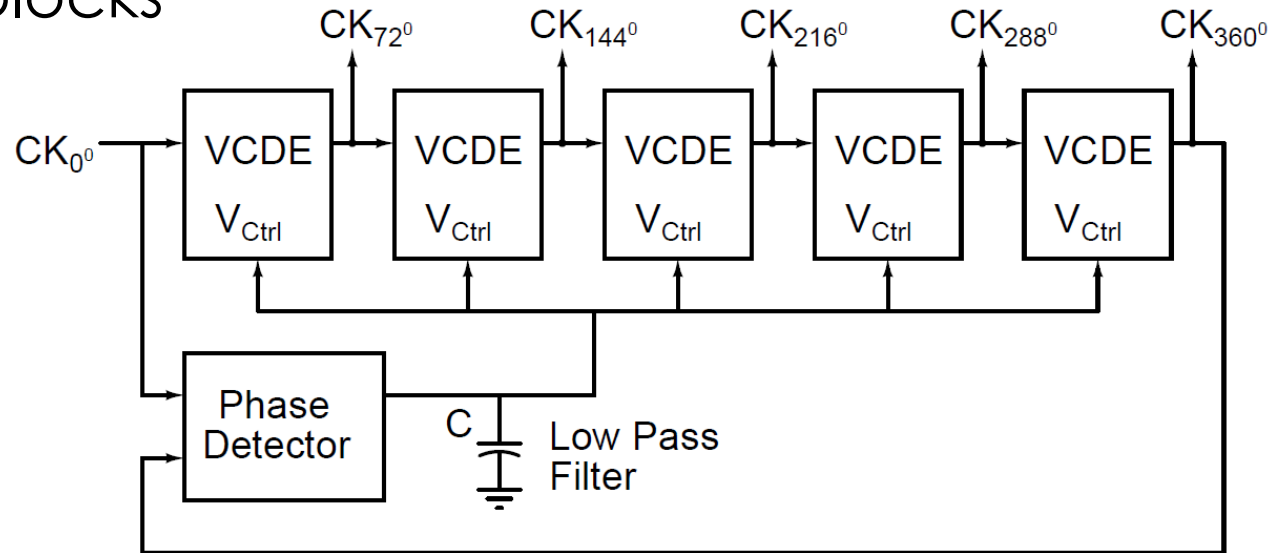 blocks
CK72⁰ CK144⁰ CK216⁰ CK288⁰ CK360⁰
CK0⁰
VCDE VCDE VCDE VCDE VCDE
VCtrl VCtrl VCtrl VCtrl VCtrl
Phase
Detector
C
Low Pass
Filter